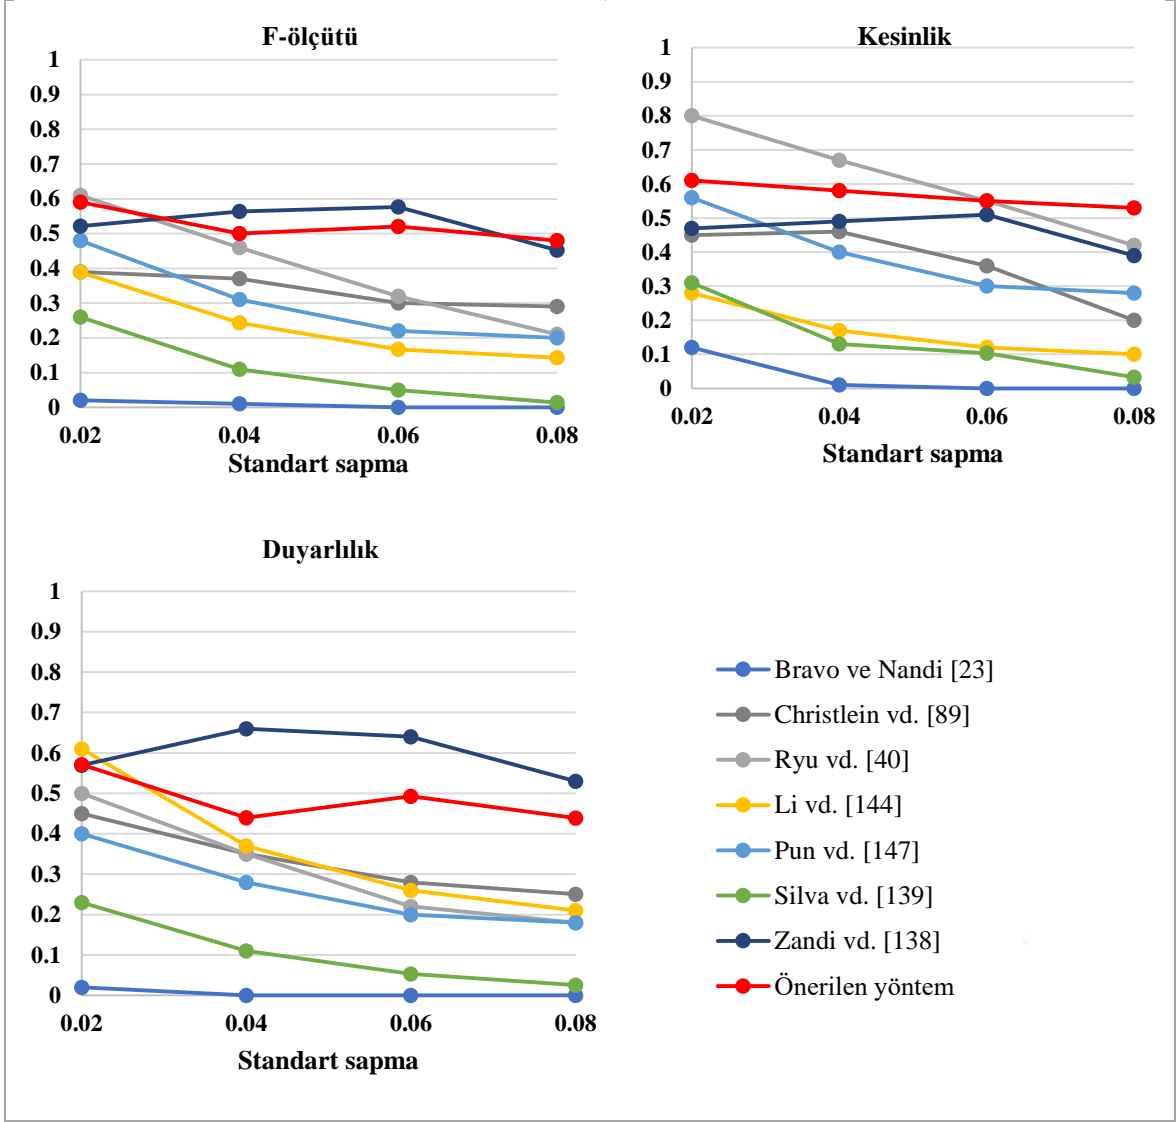 F-ölçütü
1
0.9
0.8
0.7
0.6
0.5
0.4
0.3
0.2
0.1
0
0.02 0.04 0.06 0.08
Standart sapma
Kesinlik
1
0.9
0.8
0.7
0.6
0.5
0.4
0.3
0.2
0.1
0
0.02 0.04 0.06 0.08
Standart sapma
Duyarlılık
1
0.9
0.8
0.7
0.6
0.5
0.4
0.3
0.2
0.1
0
0.02 0.04 0.06 0.08
Standart sapma
Bravo ve Nandi [23]
Christlein vd. [89]
Ryu vd. [40]
Li vd. [144]
Pun vd. [147]
Silva vd. [139]
Zandi vd. [138]
Önerilen yöntem